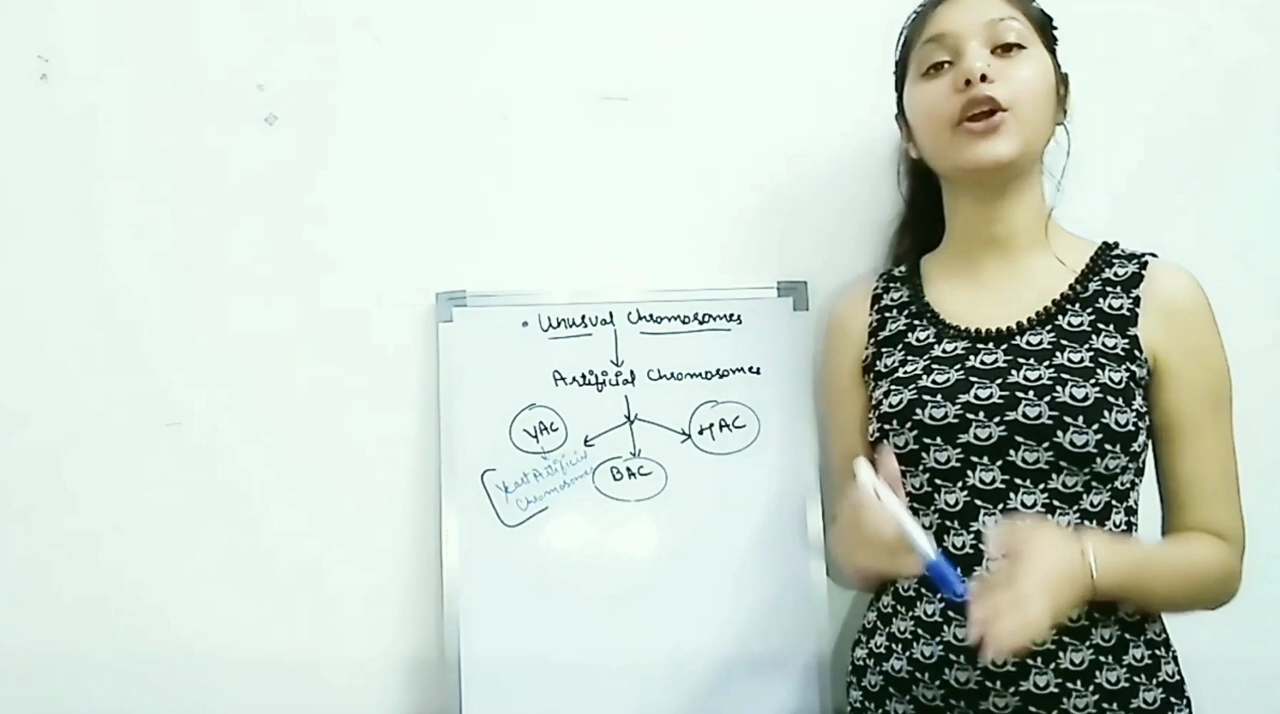 • Unusual Chromosomes
Artificial Chromosomes
YAC
HAC
BAC
Yeast Artificial
Chromosomes